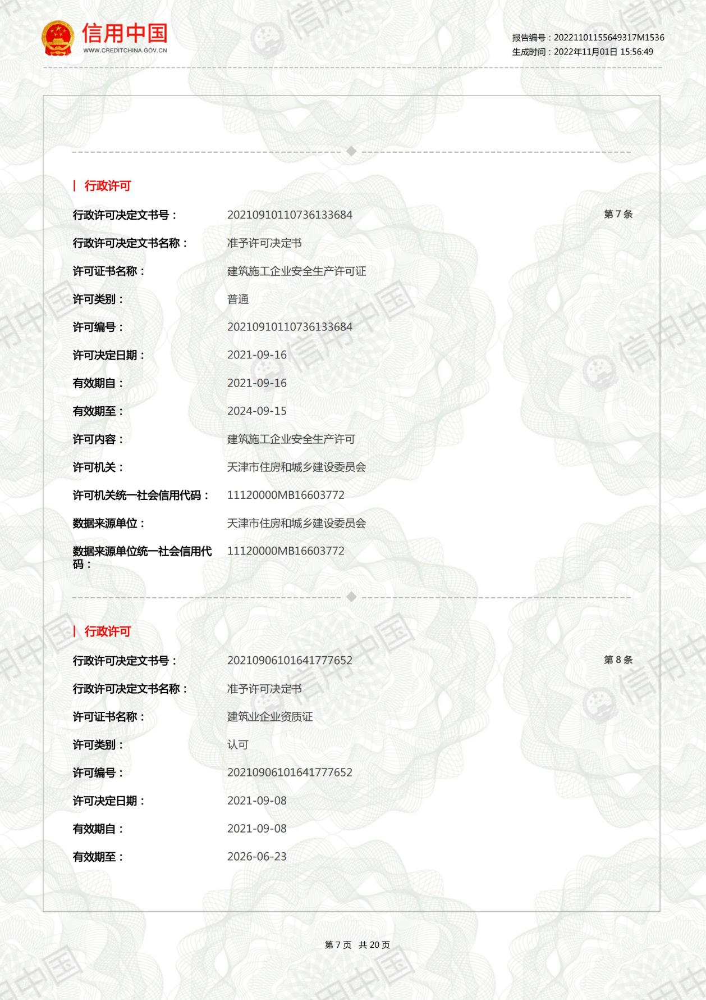 信用中国
WWW.CREDITCHINA.GOV.CN
报告编号：20221101155649317M1536
生成时间：2022年11月01日 15:56:49
行政许可
行政许可决定文书号： 20210910110736133684 第 7 条
行政许可决定文书名称： 准予许可决定书
许可证书名称： 建筑施工企业安全生产许可证
许可类别： 普通
许可编号： 20210910110736133684
许可决定日期： 2021-09-16
有效期自： 2021-09-16
有效期至： 2024-09-15
许可内容： 建筑施工企业安全生产许可
许可机关： 天津市住房和城乡建设委员会
许可机关统一社会信用代码： 11120000MB16603772
数据来源单位： 天津市住房和城乡建设委员会
数据来源单位统一社会信用代 11120000MB16603772
码：
行政许可
行政许可决定文书号： 20210906101641777652 第 8 条
行政许可决定文书名称： 准予许可决定书
许可证书名称： 建筑业企业资质证
许可类别： 认可
许可编号： 20210906101641777652
许可决定日期： 2021-09-08
有效期自： 2021-09-08
有效期至： 2026-06-23
第 7 页 共 20 页